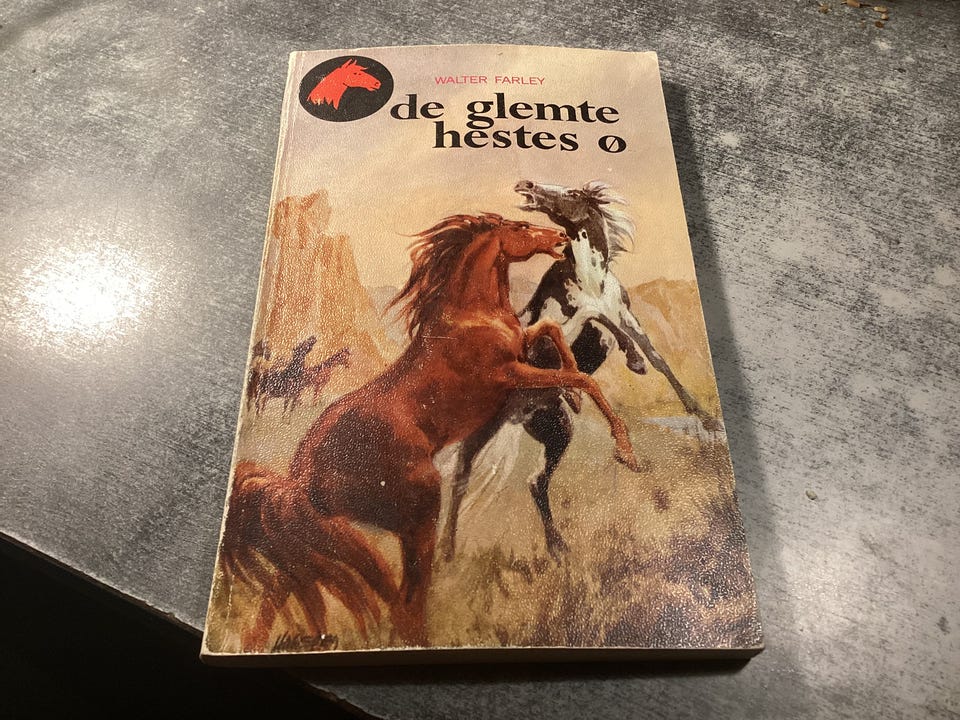 WALTER FARLEY
de glemte
hestes ø